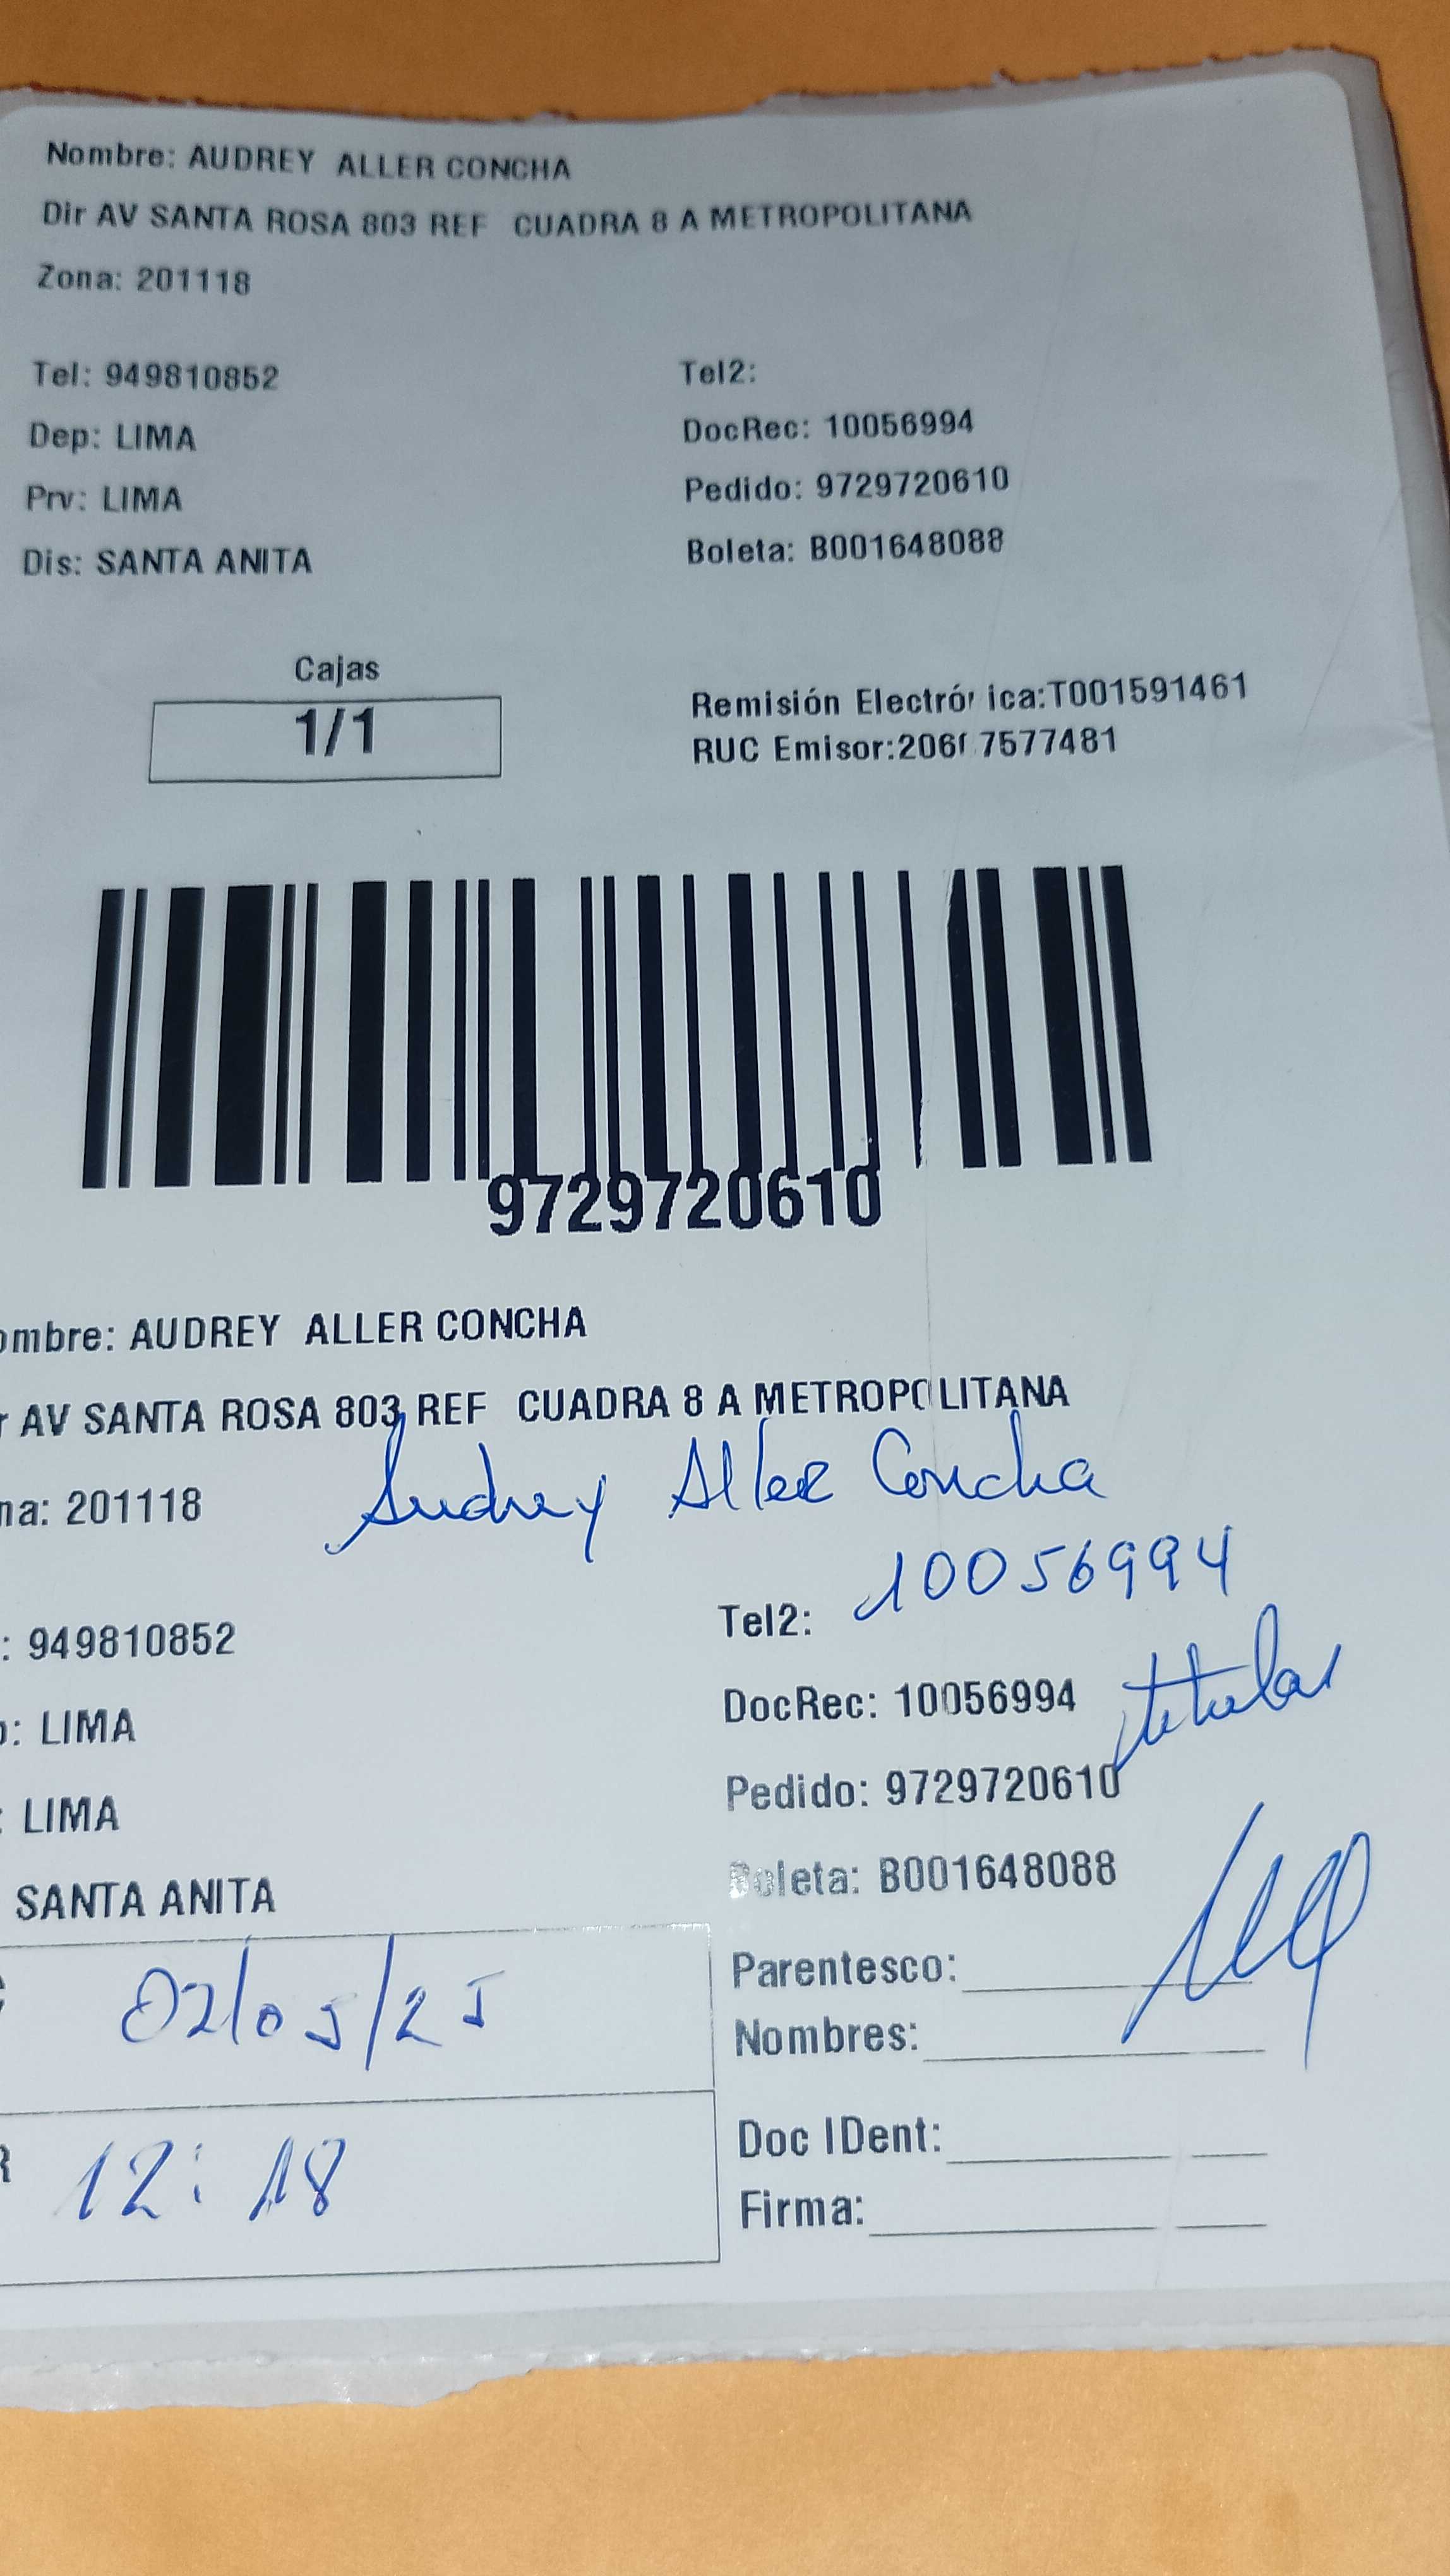 Nombre: AUDREY ALLER CONCHA
Dir AV SANTA ROSA 803 REF CUADRA 8 A METROPOLITANA
Zona: 201118
Tel: 949810852 Tel2:
Dep: LIMA DocRec: 10056994
Prv: LIMA Pedido: 9729720610
Dis: SANTA ANITA Boleta: B001648088
Cajas
1/1
Remisión Electró ica:T001591461
RUC Emisor:206 7577481
9729720610
ombre: AUDREY ALLER CONCHA
r AV SANTA ROSA 803 REF CUADRA 8 A METROPOLITANA
Audrey Aller Concha
na: 201118
10056994
: 949810852 Tel2:
o: LIMA DocRec: 10056994 titular
: LIMA Pedido: 9729720610
SANTA ANITA Boleta: B001648088
02/05/25 Parentesco:
Nombres:
R 12:18 Doc IDent:
Firma: